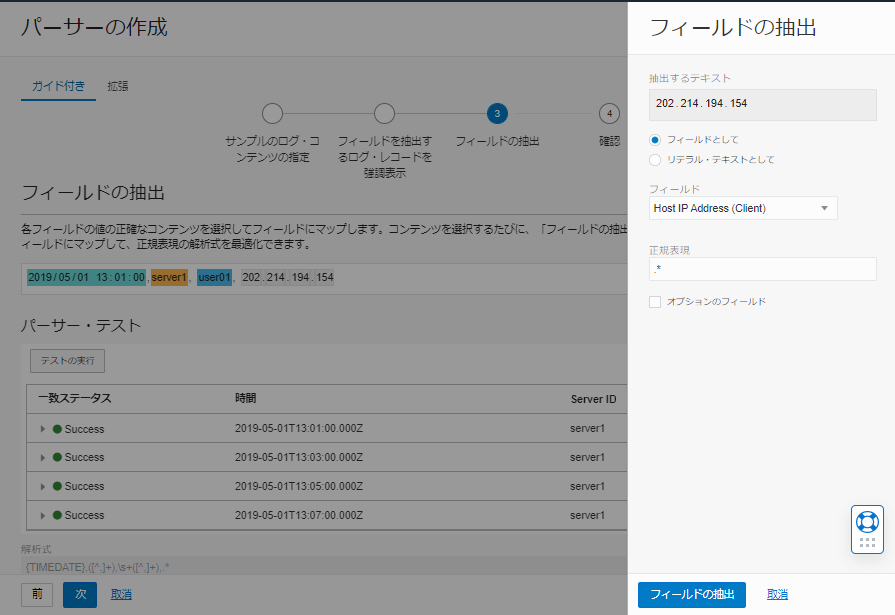 パーサーの作成
ガイド付き
拡張
3
4
サンプルのログ・コ
ンテンツの指定
フィールドを抽出す
るログ・レコードを
強調表示
フィールドの抽出
確認
フィールドの抽出
各フィールドの値の正確なコンテンツを選択してフィールドにマップします。コンテンツを選択するたびに、「フィールドの抽出
ィールドにマップして、正規表現の解析式を最適化できます。
2019/05/01 13:01:00,server1, user01, 202.214.194.154
パーサー・テスト
テストの実行
一致ステータス 時間 Server ID
Success 2019-05-01T13:01:00.000Z server1
Success 2019-05-01T13:03:00.000Z server1
Success 2019-05-01T13:05:00.000Z server1
Success 2019-05-01T13:07:00.000Z server1
解析式
{TIMEDATE},([^,]+),\s+([^,]+),.*
前 次 取消
フィールドの抽出
抽出するテキスト
202.214.194.154
フィールドとして
リテラル・テキストとして
フィールド
Host IP Address (Client)
正規表現
.*
オプションのフィールド
フィールドの抽出 取消